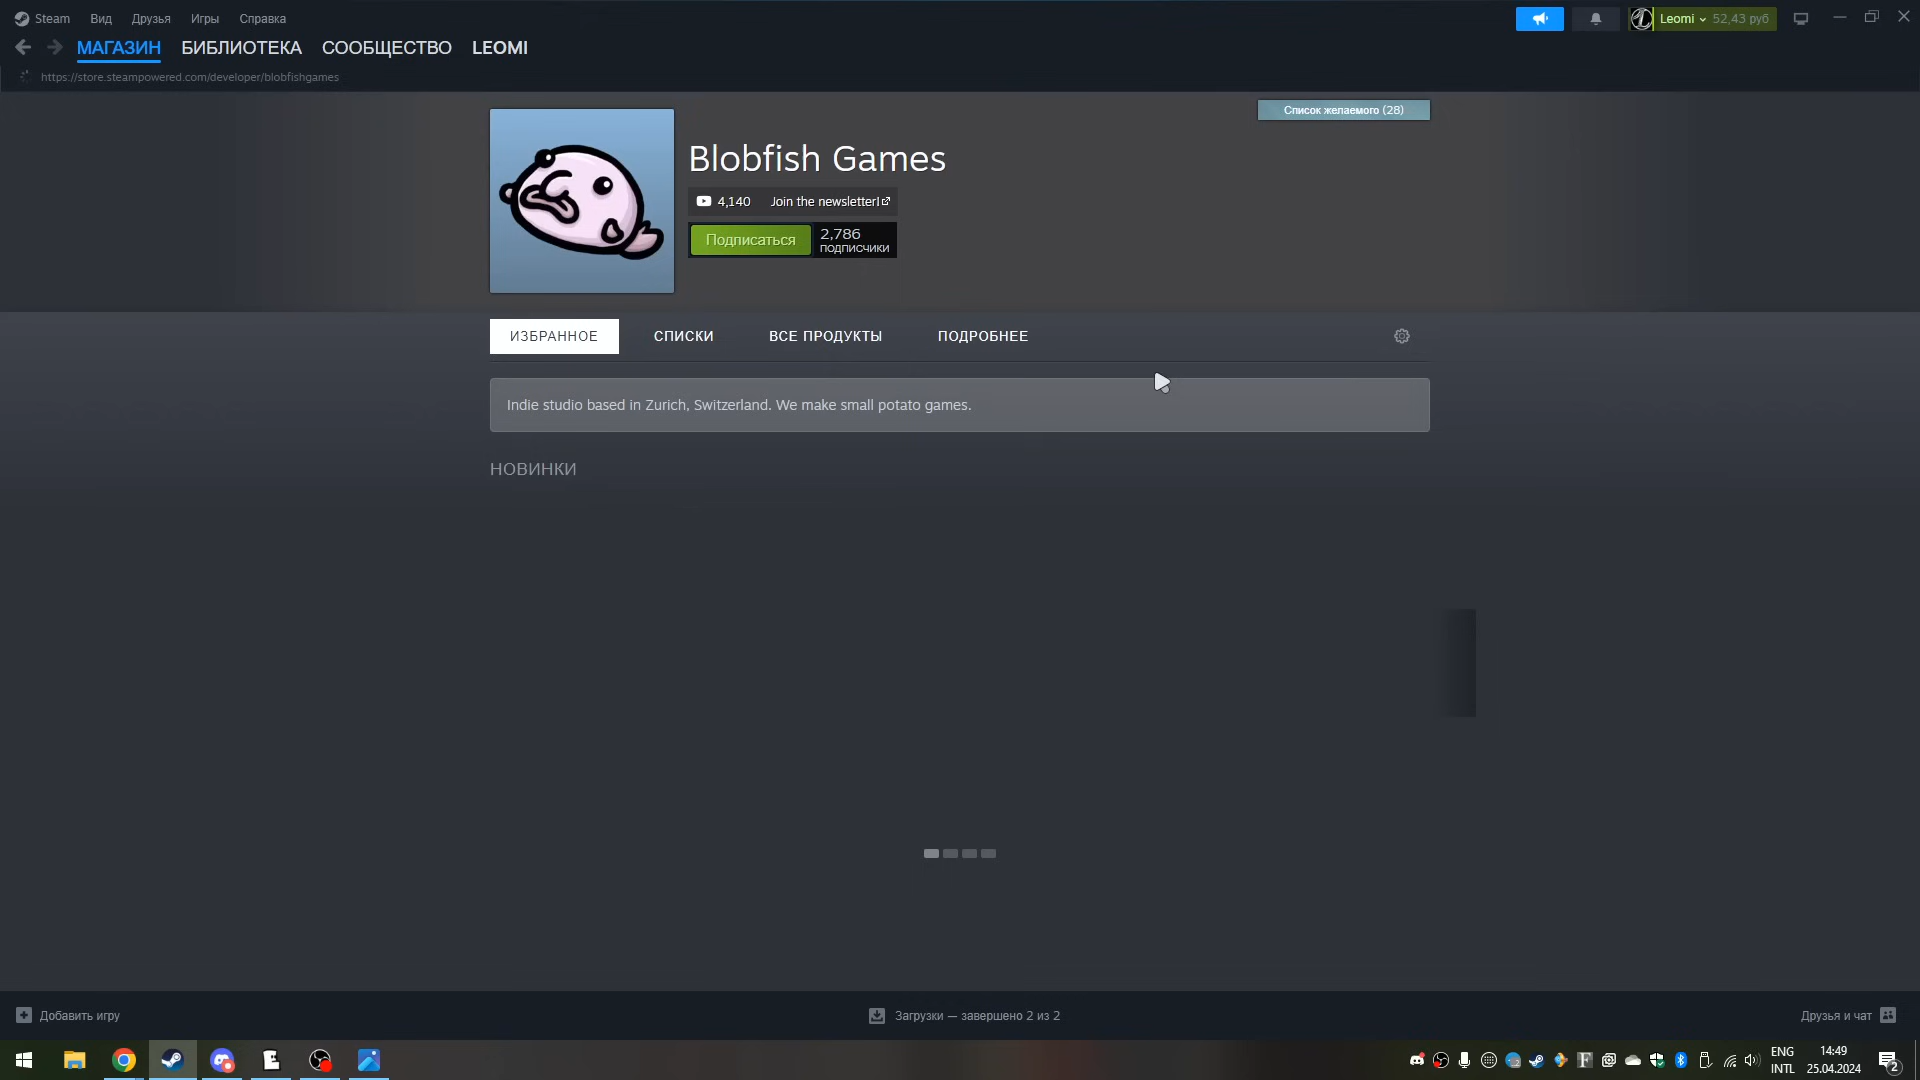 Steam Вид Друзья Игры Справка
Leomi 52,43 руб
МАГАЗИН БИБЛИОТЕКА СООБЩЕСТВО LEOMI
https://store.steampowered.com/developer/blobfishgames
Список желаемого (28)
Blobfish Games
4,140 Join the newsletter!
Подписаться
2,786
ПОДПИСЧИКИ
ИЗБРАННОЕ СПИСКИ ВСЕ ПРОДУКТЫ ПОДРОБНЕЕ
Indie studio based in Zurich, Switzerland. We make small potato games.
НОВИНКИ
Добавить игру
Загрузки — завершено 2 из 2
Друзья и чат
ENG
INTL
14:49
25.04.2024
2